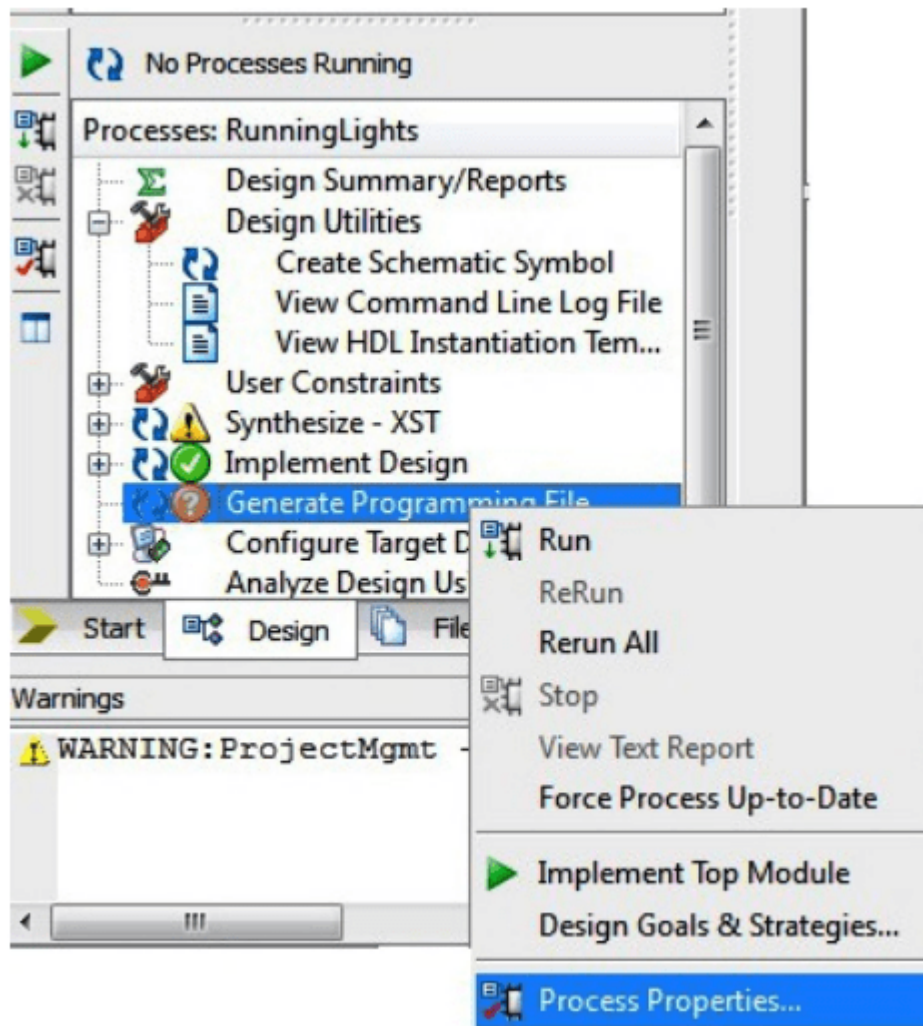 No Processes Running
Processes: RunningLights
Design Summary/Reports
Design Utilities
Create Schematic Symbol
View Command Line Log File
View HDL Instantiation Tem...
User Constraints
Synthesize - XST
Implement Design
Generate Programming File
Configure Target D
Analyze Design Us
Start
Design
File
Warnings
WARNING:ProjectMgmt -
Run
ReRun
Rerun All
Stop
View Text Report
Force Process Up-to-Date
Implement Top Module
Design Goals & Strategies...
Process Properties...